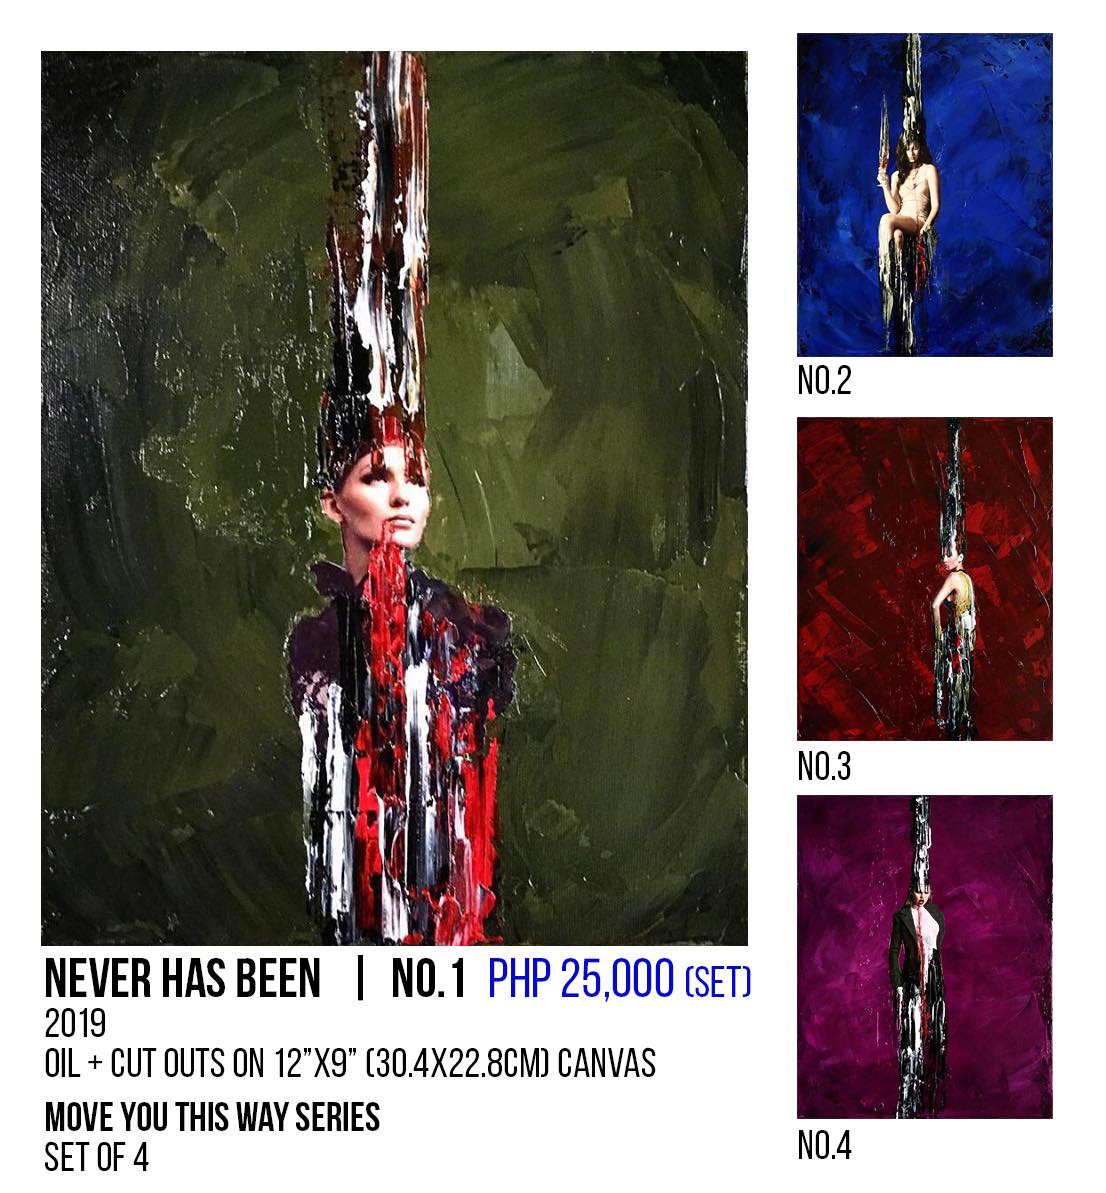 NEVER HAS BEEN | NO.1 PHP 25,000 (SET)
2019
OIL + CUT OUTS ON 12”X9” (30.4X22.8CM) CANVAS
MOVE YOU THIS WAY SERIES
SET OF 4
NO.2
NO.3
NO.4